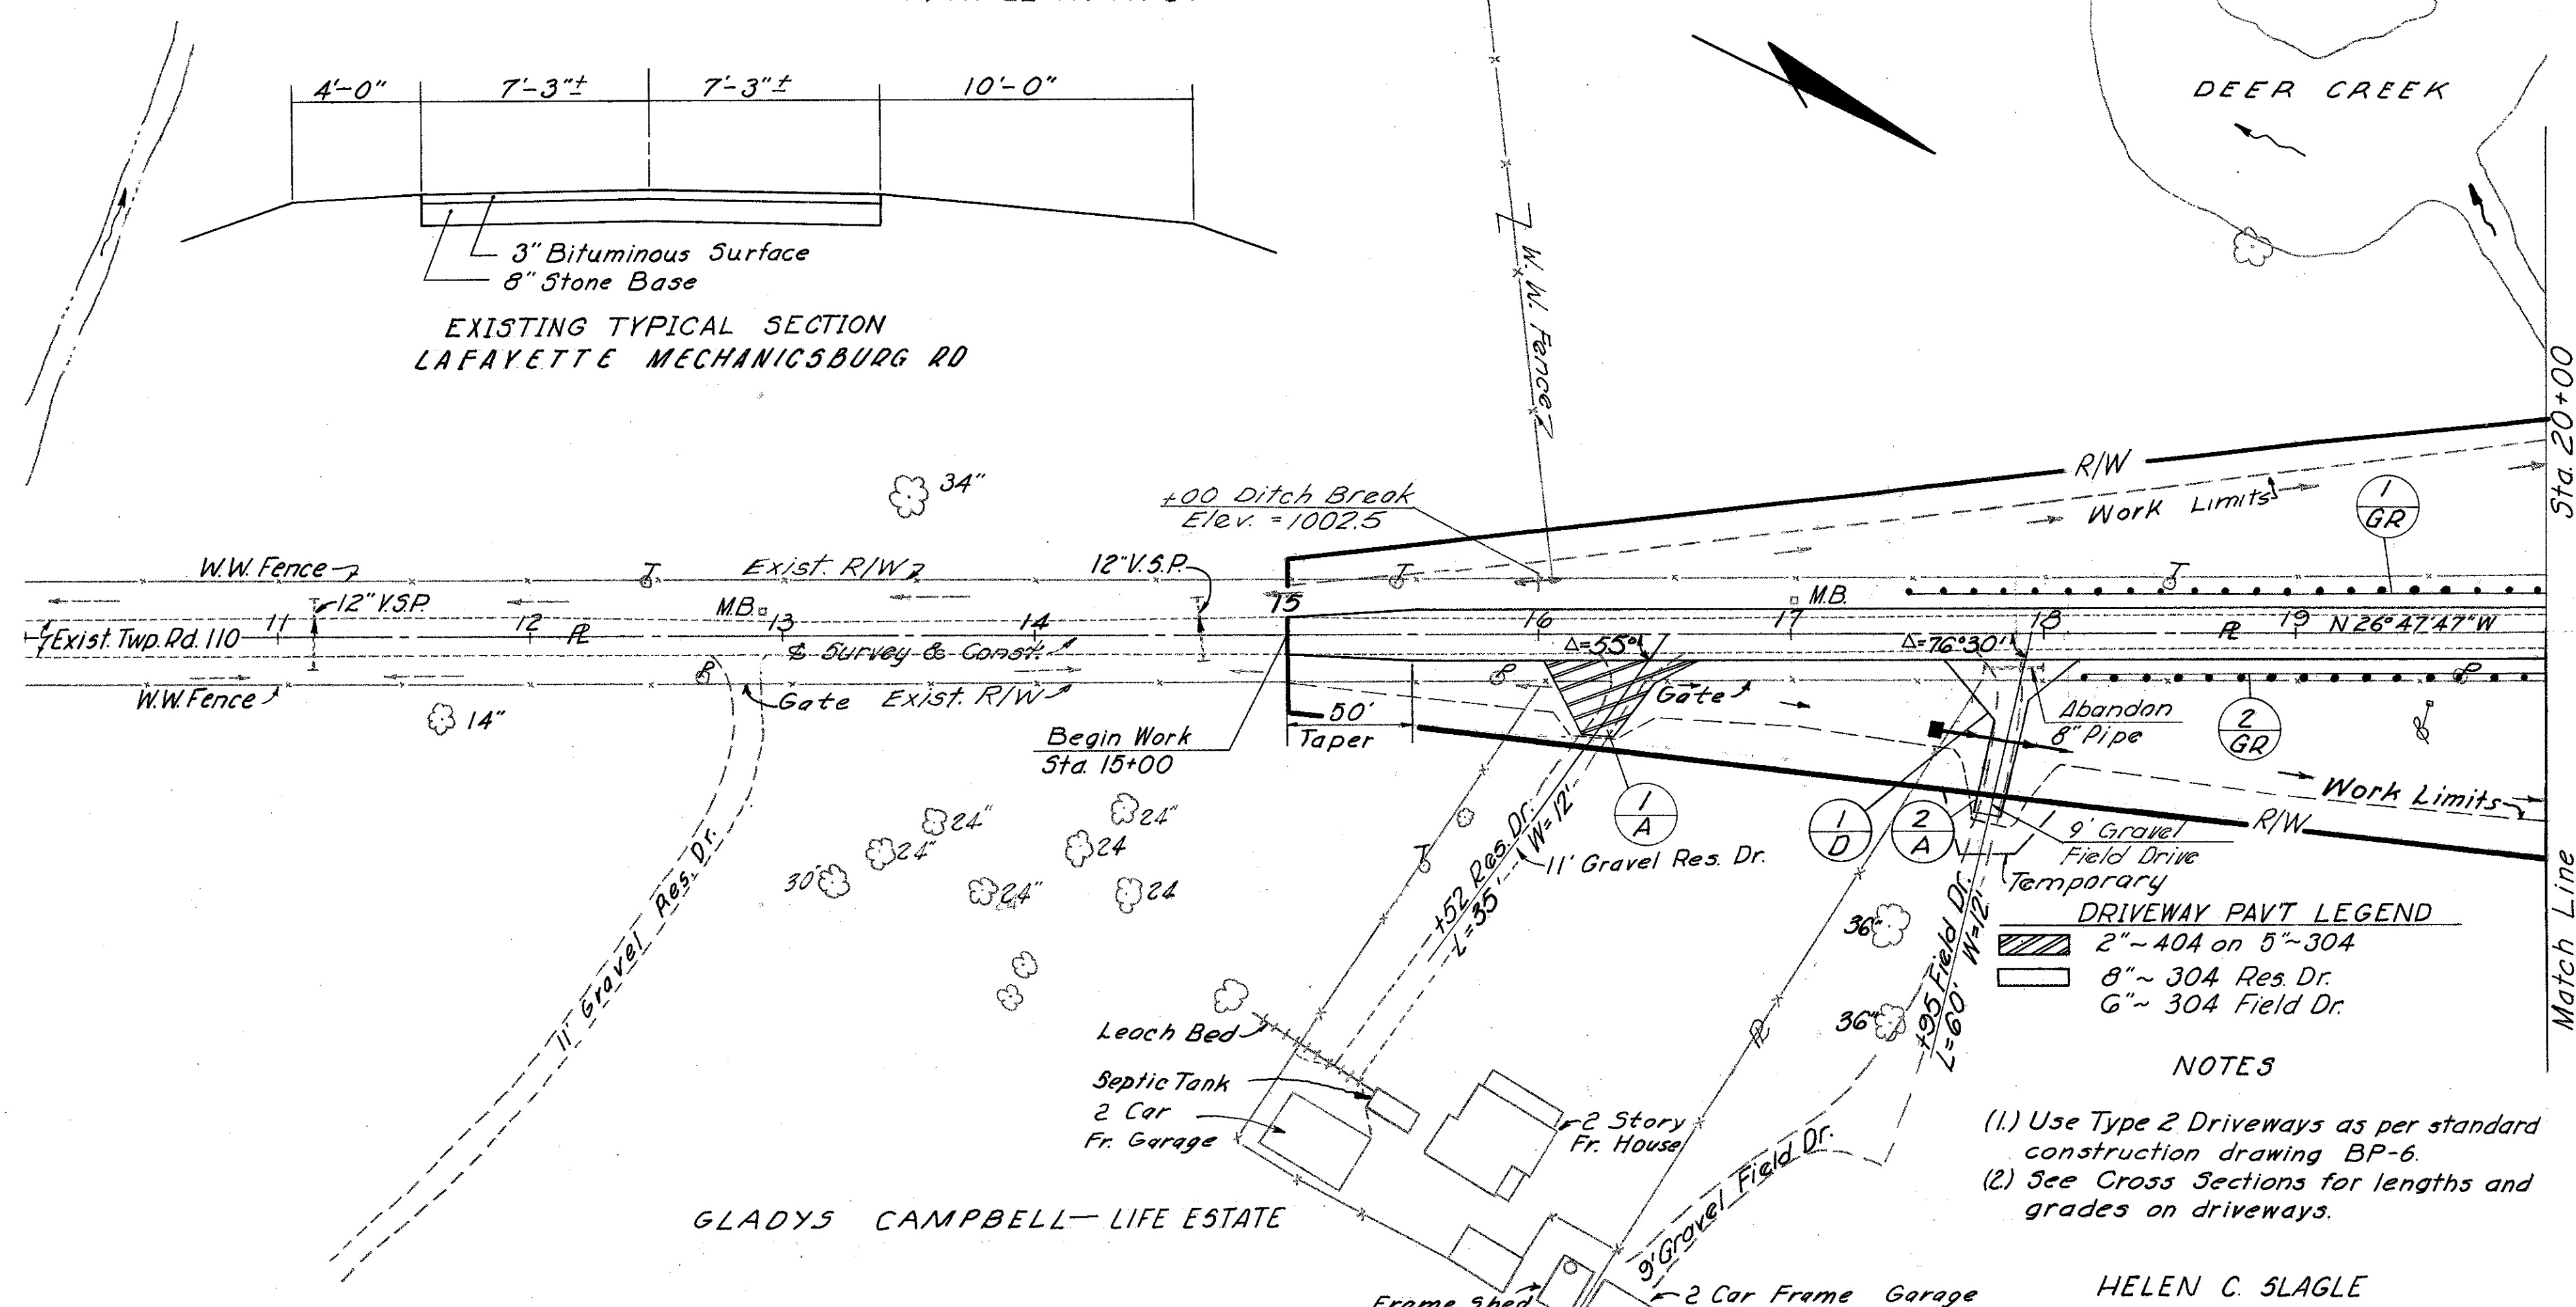 4'-0" 7'-3"± 7'-3"± 10'-0"
3" Bituminous Surface
8" Stone Base
EXISTING TYPICAL SECTION
LAFAYETTE MECHANICSBURG RD
DEER CREEK
W.W. Fence
34"
+00 Ditch Break
Elev. = 1002.5
R/W
Work Limits
1
GR
Sta. 20+00
W.W. Fence
T
Exist. R/W
12" V.S.P.
T
T
12" V.S.P.
M.B.
15
M.B.
Exist. Twp. Rd. 110
11 12 13 14 16 17 18 19
N 26° 47' 47" W
℄ Survey & Const.
Δ=55°
Δ=76°30'
W.W. Fence
Gate
Exist. R/W
Gate
14"
50'
Taper
Begin Work
Sta. 15+00
Abandon
8" Pipe
2
GR
Work Limits
R/W
24"
24"
24"
24
30"
24"
24
T
+52 Res. Dr.
W=12'
L=35'
1
A
11' Gravel Res. Dr.
1
D
2
A
9' Gravel
Field Drive
Temporary
11' Gravel Res. Dr.
36"
36"
+95 Field Dr.
W=12'
L=60'
DRIVEWAY PAV'T LEGEND
2"~404 on 5"~304
8"~ 304 Res. Dr.
6"~ 304 Field Dr.
Match Line
Leach Bed
Septic Tank
2 Car
Fr. Garage
2 Story
Fr. House
NOTES
(1.) Use Type 2 Driveways as per standard
construction drawing BP-6.
(2) See Cross Sections for lengths and
grades on driveways.
9' Gravel Field Dr.
GLADYS CAMPBELL — LIFE ESTATE
Frame Shed
2 Car Frame Garage
HELEN C. SLAGLE